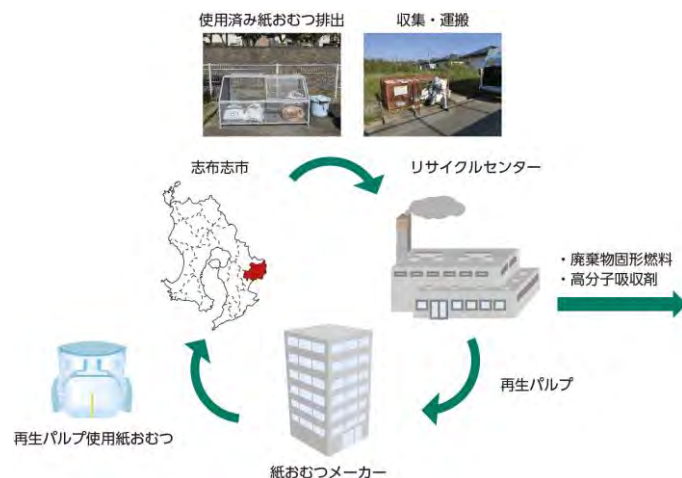 使用済み紙おむつ排出
収集・運搬
志布志市
リサイクルセンター
・廃棄物固形燃料
・高分子吸収剤
再生パルプ
再生パルプ使用紙おむつ
紙おむつメーカー